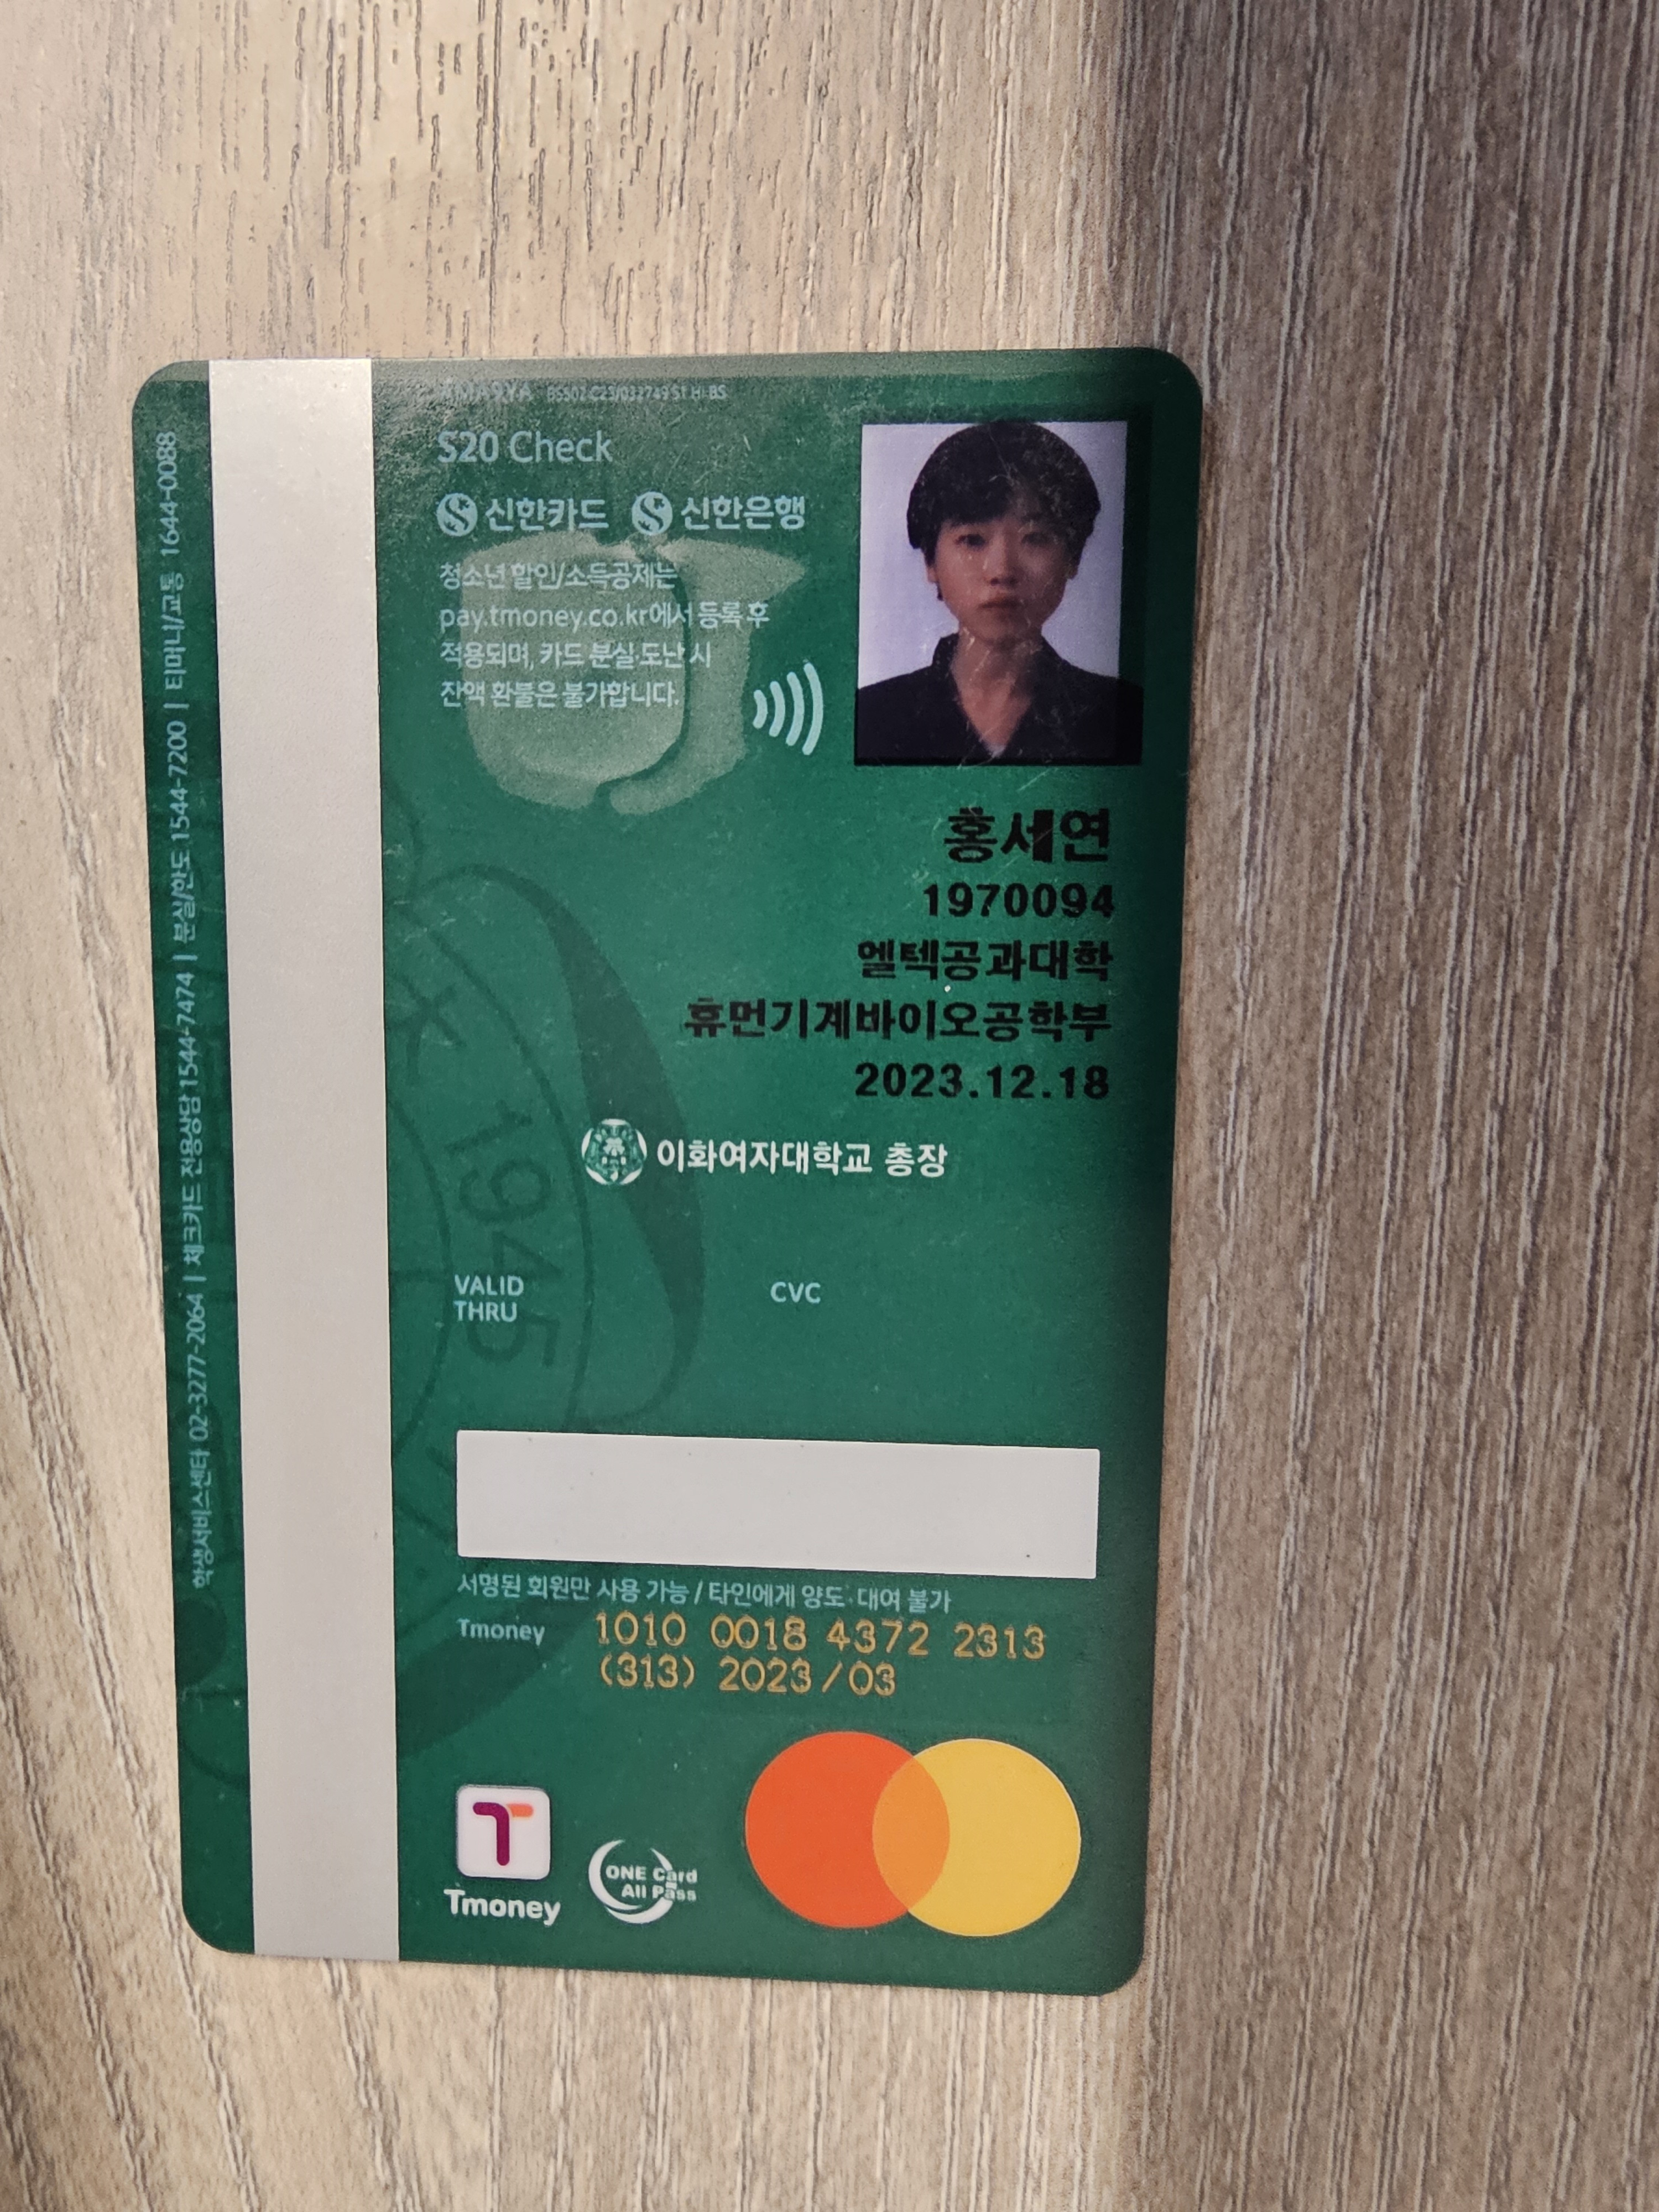 BS502 C23/032749 ST HI-BS
S20 Check
신한카드 신한은행
청소년 할인/소득공제는
pay.tmoney.co.kr에서 등록 후
적용되며, 카드 분실·도난 시
잔액 환불은 불가합니다.
홍세연
1970094
엘텍공과대학
휴먼기계바이오공학부
2023.12.18
이화여자대학교 총장
1945
VALID
THRU
CVC
서명된 회원만 사용 가능 / 타인에게 양도·대여 불가
Tmoney 1010 0018 4372 2313
(313) 2023/03
Tmoney
ONE Card
All Pass
학생서비스센터 02-3277-2064 | 체크카드 전용상담 1544-7474 | 분실/한도 1544-7200 | 티머니/교통 1644-0088